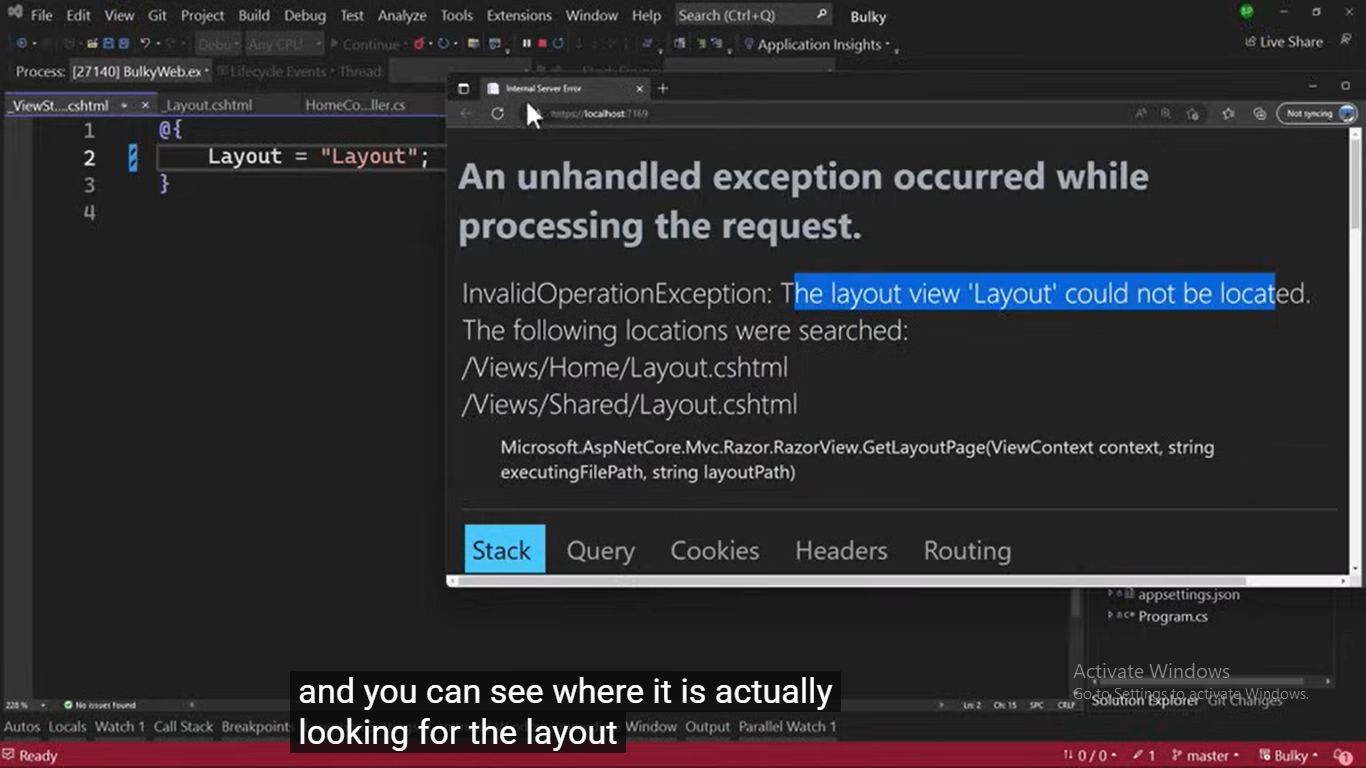 File Edit View Git Project Build Debug Test Analyze Tools Extensions Window Help Search (Ctrl+Q) Bulky
Debu Any CPU Continue Application Insights Live Share
Process: [27140] BulkyWeb.ex Lifecycle Events Thread:
_ViewSt....cshtml _Layout.cshtml HomeCo...ller.cs
Internal Server Error
https://localhost:7169 Not syncing
1 @{
2 Layout = "Layout";
3 }
4
An unhandled exception occurred while
processing the request.
InvalidOperationException: The layout view 'Layout' could not be located.
The following locations were searched:
/Views/Home/Layout.cshtml
/Views/Shared/Layout.cshtml
Microsoft.AspNetCore.Mvc.Razor.RazorView.GetLayoutPage(ViewContext context, string
executingFilePath, string layoutPath)
Stack Query Cookies Headers Routing
appsettings.json
Program.cs
Activate Windows
Go to Settings to activate Windows.
and you can see where it is actually
looking for the layout
228 % No issues found Ln: 2 Ch: 15 SPC CRLF
Solution Explorer Git Changes
Autos Locals Watch 1 Call Stack Breakpoin Window Output Parallel Watch 1
Ready 0 / 0 1 master Bulky 1